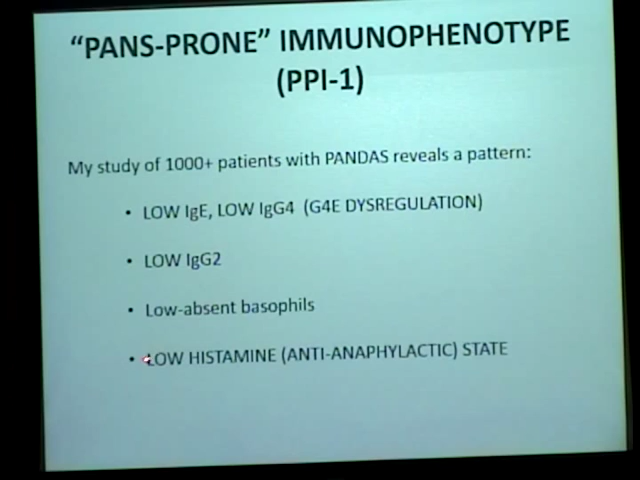 “PANS-PRONE” IMMUNOPHENOTYPE
(PPI-1)
My study of 1000+ patients with PANDAS reveals a pattern:
• LOW IgE, LOW IgG4 (G4E DYSREGULATION)
• LOW IgG2
• Low-absent basophils
• LOW HISTAMINE (ANTI-ANAPHYLACTIC) STATE